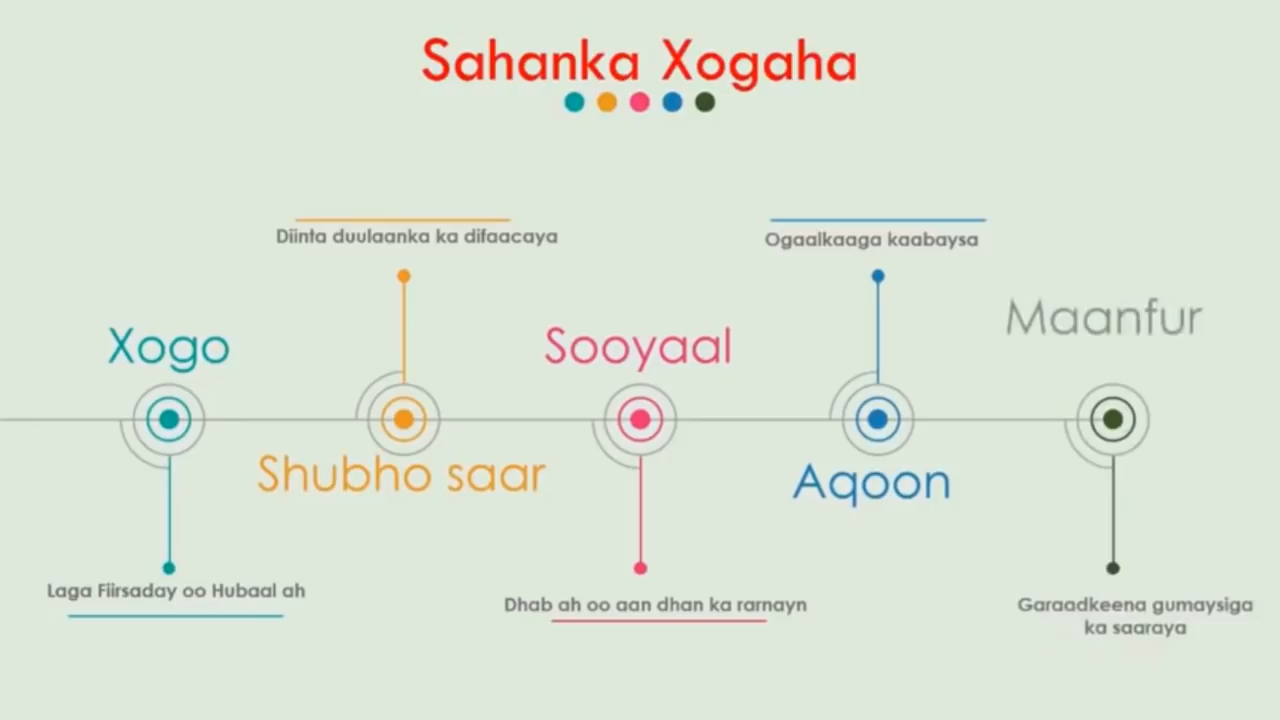 Sahanka Xogaha
Xogo
Laga Fiirsaday oo Hubaal ah
Diinta duulaanka ka difaacaya
Shubho saar
Sooyaal
Dhab ah oo aan dhan ka rarnayn
Ogaalkaaga kaabaysa
Aqoon
Maanfur
Garaadkeena gumaysiga
ka saaraya